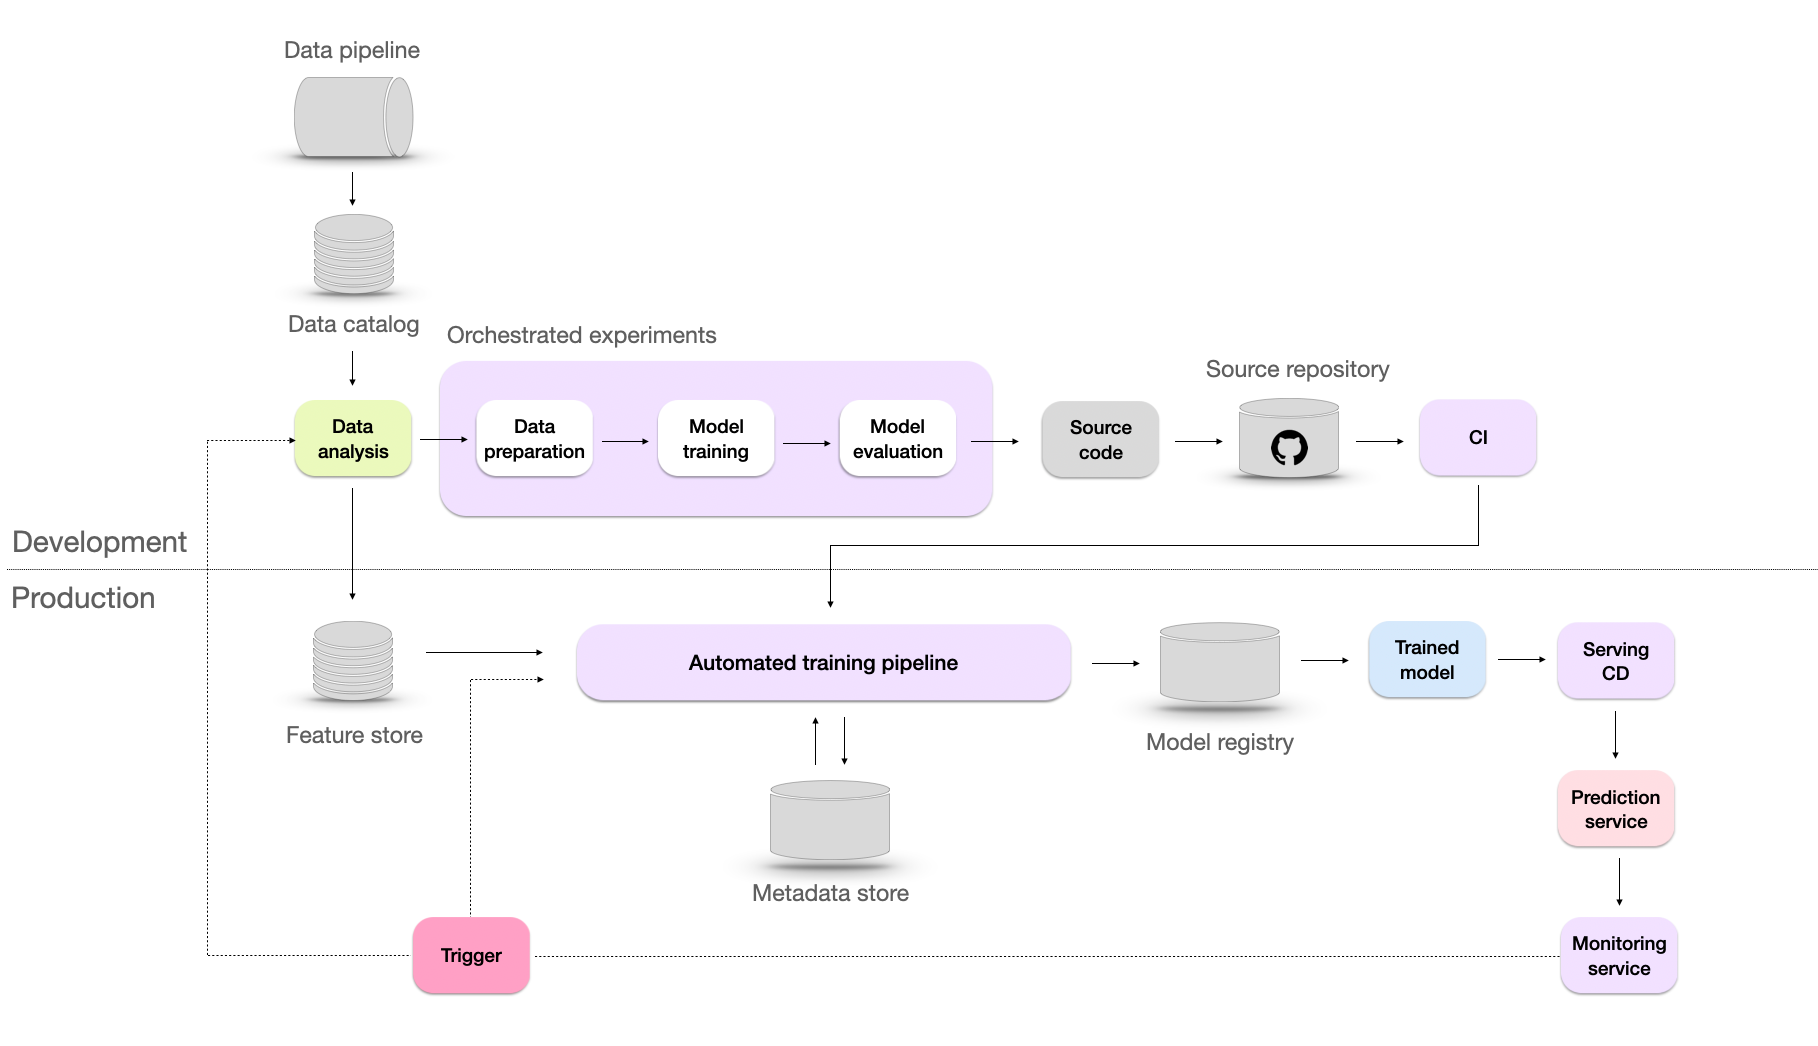 Data pipeline
Data catalog
Orchestrated experiments
Source repository
Data
analysis
Data
preparation
Model
training
Model
evaluation
Source
code
CI
Development
Production
Feature store
Automated training pipeline
Metadata store
Model registry
Trained
model
Serving
CD
Prediction
service
Monitoring
service
Trigger